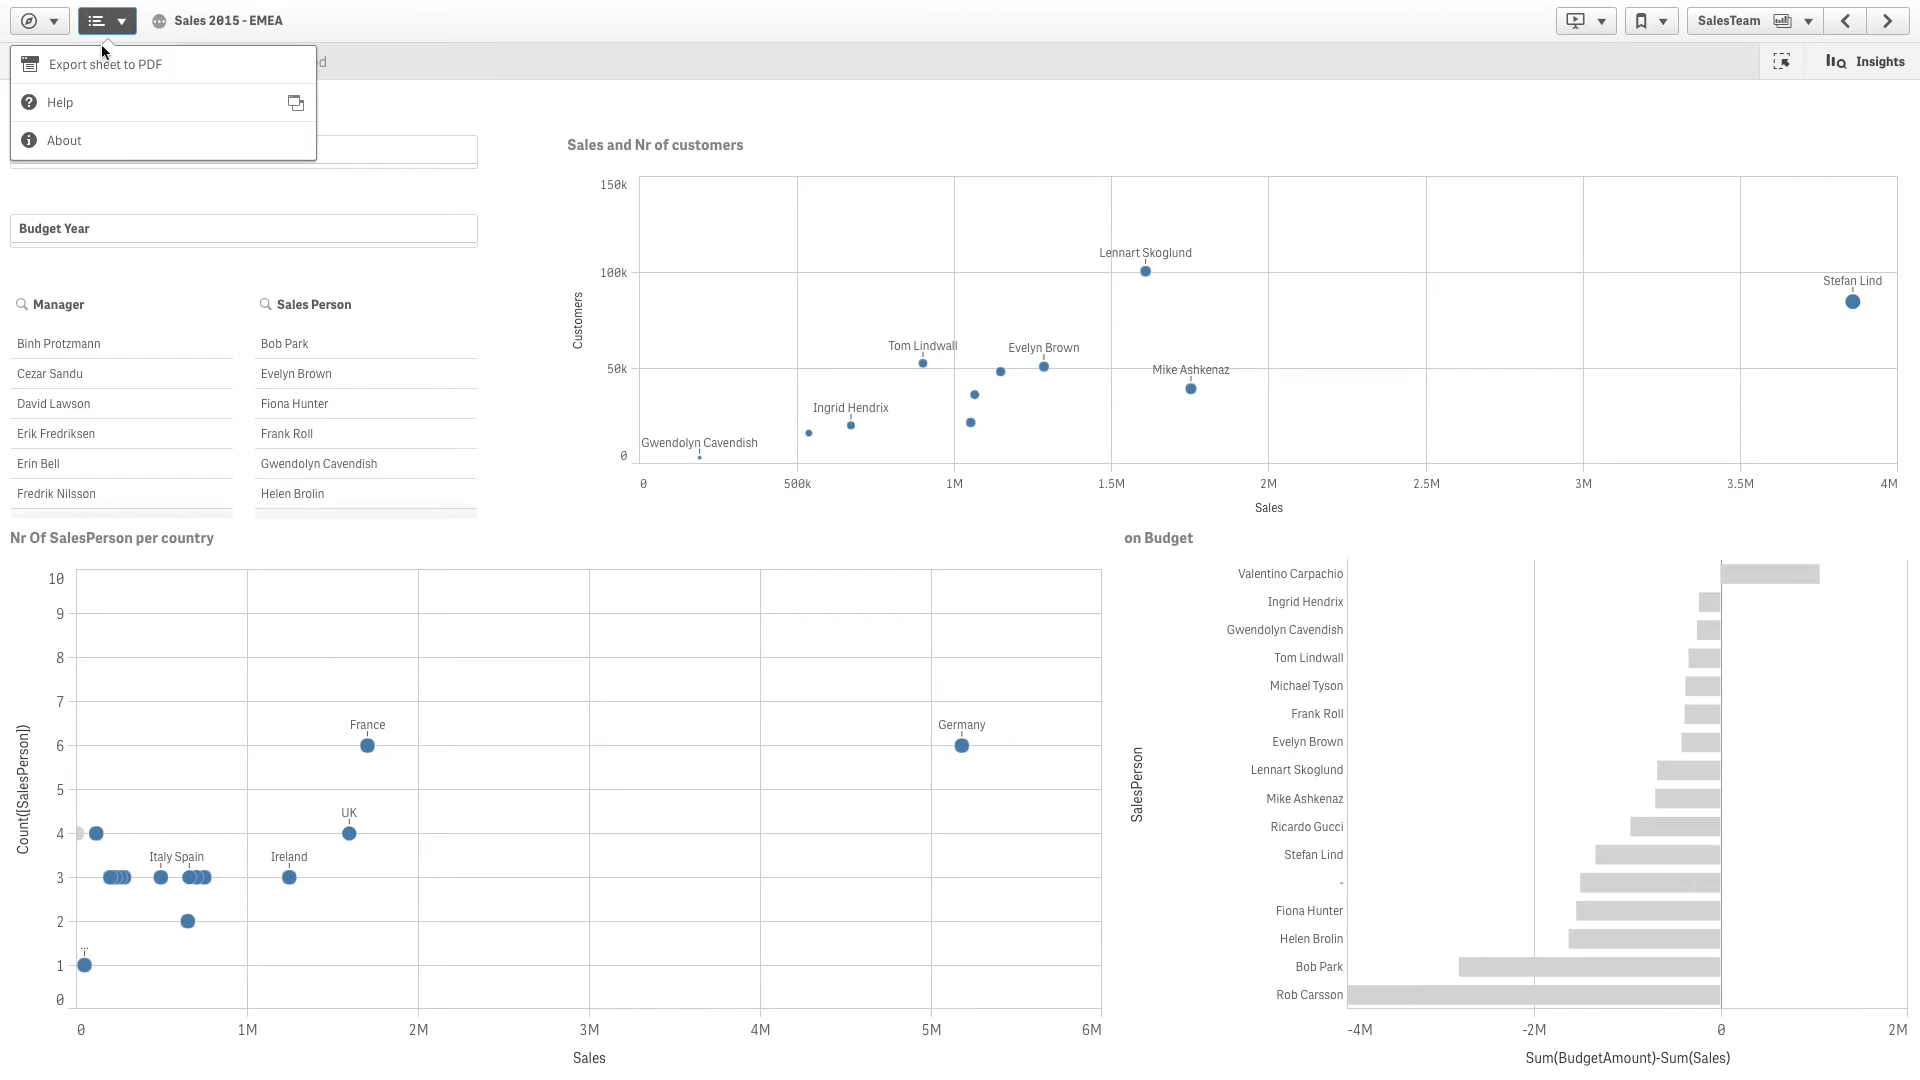 Sales 2015 - EMEA
SalesTeam
Export sheet to PDF
Help
About
Insights
Budget Year
Manager
Binh Protzmann
Cezar Sandu
David Lawson
Erik Fredriksen
Erin Bell
Fredrik Nilsson
Sales Person
Bob Park
Evelyn Brown
Fiona Hunter
Frank Roll
Gwendolyn Cavendish
Helen Brolin
Sales and Nr of customers
Customers
150k
100k
50k
0
Lennart Skoglund
Stefan Lind
Tom Lindwall
Evelyn Brown
Mike Ashkenaz
Ingrid Hendrix
Gwendolyn Cavendish
0
500k
1M
1.5M
2M
2.5M
3M
3.5M
4M
Sales
Nr Of SalesPerson per country
Count([SalesPerson])
10
9
8
7
6
5
4
3
2
1
0
France
Germany
UK
Italy
Spain
Ireland
...
0
1M
2M
3M
4M
5M
6M
Sales
on Budget
SalesPerson
Valentino Carpachio
Ingrid Hendrix
Gwendolyn Cavendish
Tom Lindwall
Michael Tyson
Frank Roll
Evelyn Brown
Lennart Skoglund
Mike Ashkenaz
Ricardo Gucci
Stefan Lind
-
Fiona Hunter
Helen Brolin
Bob Park
Rob Carsson
-4M
-2M
0
2M
Sum(BudgetAmount)-Sum(Sales)